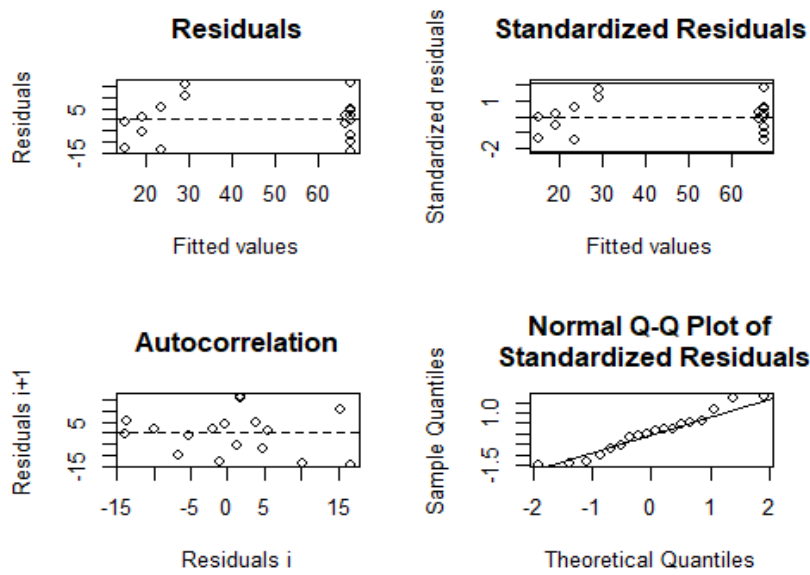 Residuals
Residuals
5
-15
20 30 40 50 60
Fitted values
Standardized Residuals
Standardized residuals
1
-2
20 30 40 50 60
Fitted values
Autocorrelation
Residuals i+1
5
-15
-15 -5 0 5 15
Residuals i
Normal Q-Q Plot of
Standardized Residuals
Sample Quantiles
1.0
-1.5
-2 -1 0 1 2
Theoretical Quantiles